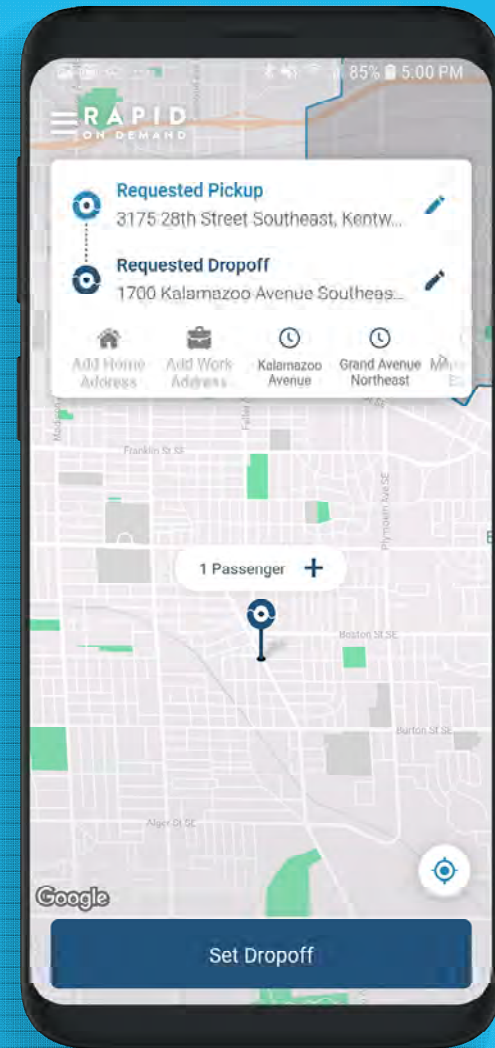 85% 5:00 PM
RAPID
ON DEMAND
Requested Pickup
3175 28th Street Southeast, Kentw...
Requested Dropoff
1700 Kalamazoo Avenue Southeas...
Add Home
Address
Add Work
Address
Kalamazoo
Avenue
Grand Avenue
Northeast
Franklin St SE
Fuller Ave
Plymouth Ave SE
1 Passenger +
Boston St SE
Burton St SE
Alger St SE
Google
Set Dropoff